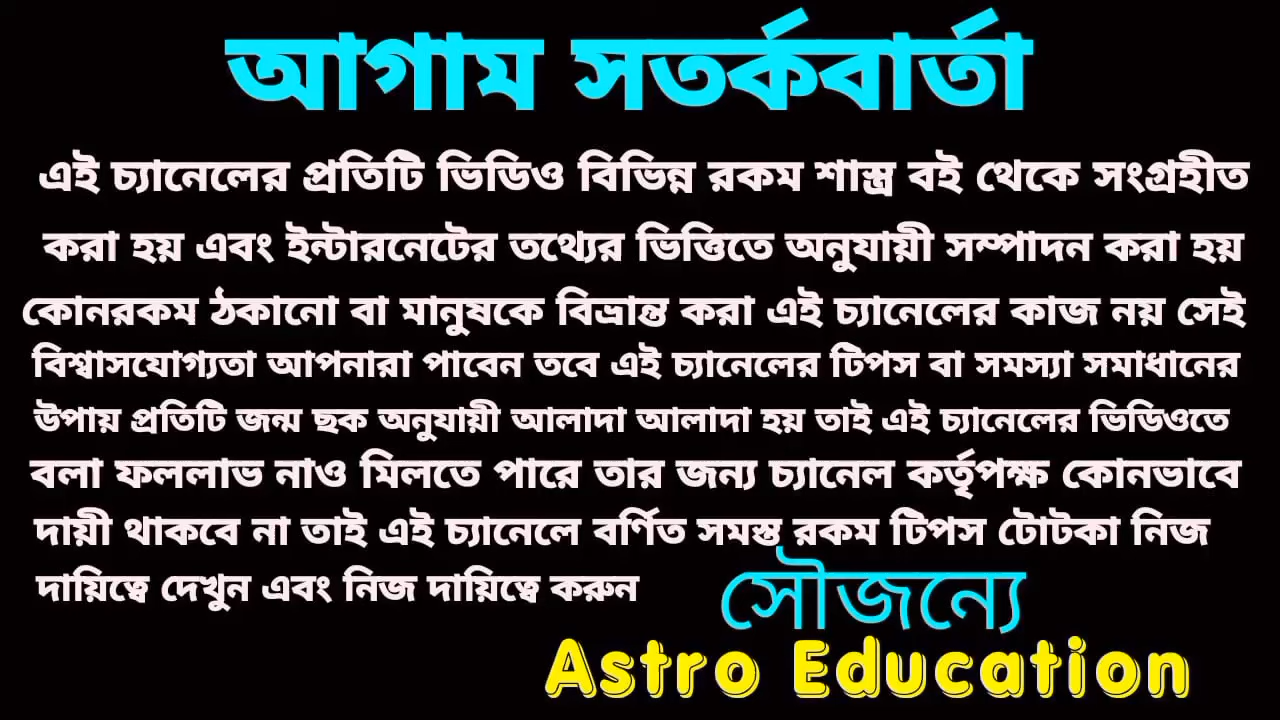 আগাম সতর্কবার্তা
এই চ্যানেলের প্রতিটি ভিডিও বিভিন্ন রকম শাস্ত্র বই থেকে সংগ্রহীত
করা হয় এবং ইন্টারনেটের তথ্যের ভিত্তিতে অনুযায়ী সম্পাদন করা হয়
কোনরকম ঠকানো বা মানুষকে বিভ্রান্ত করা এই চ্যানেলের কাজ নয় সেই
বিশ্বাসযোগ্যতা আপনারা পাবেন তবে এই চ্যানেলের টিপস বা সমস্যা সমাধানের
উপায় প্রতিটি জন্ম ছক অনুযায়ী আলাদা আলাদা হয় তাই এই চ্যানেলের ভিডিওতে
বলা ফললাভ নাও মিলতে পারে তার জন্য চ্যানেল কর্তৃপক্ষ কোনভাবে
দায়ী থাকবে না তাই এই চ্যানেলে বর্ণিত সমস্ত রকম টিপস টোটকা নিজ
দায়িত্বে দেখুন এবং নিজ দায়িত্বে করুন
সৌজন্যে
Astro Education